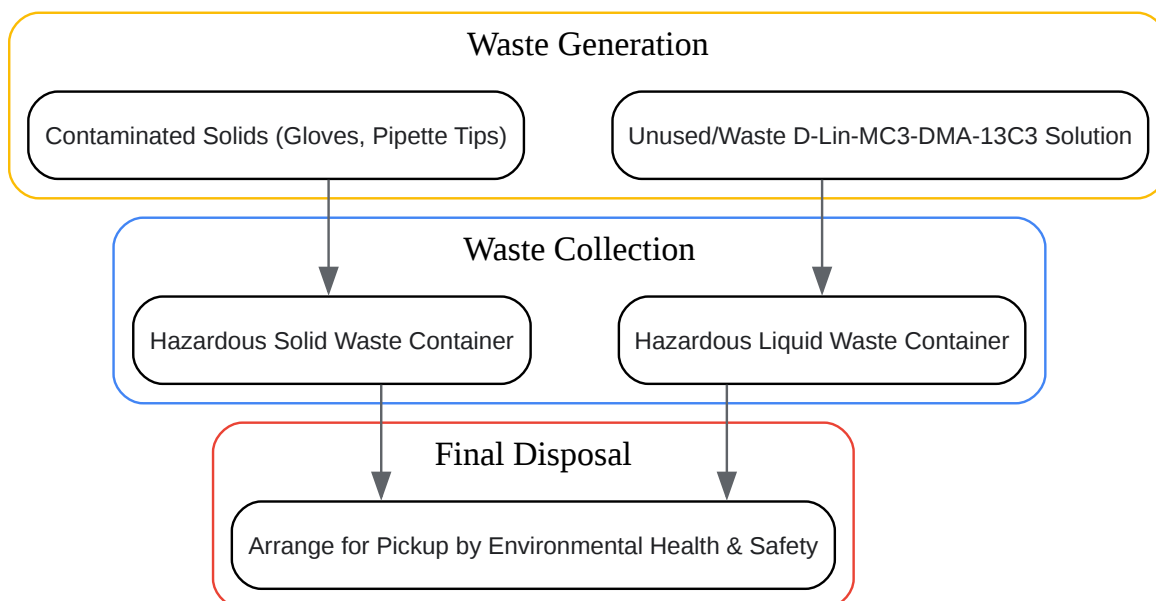 Waste Generation
Contaminated Solids (Gloves, Pipette Tips)
Unused/Waste D-Lin-MC3-DMA-13C3 Solution
Waste Collection
Hazardous Solid Waste Container
Hazardous Liquid Waste Container
Final Disposal
Arrange for Pickup by Environmental Health & Safety